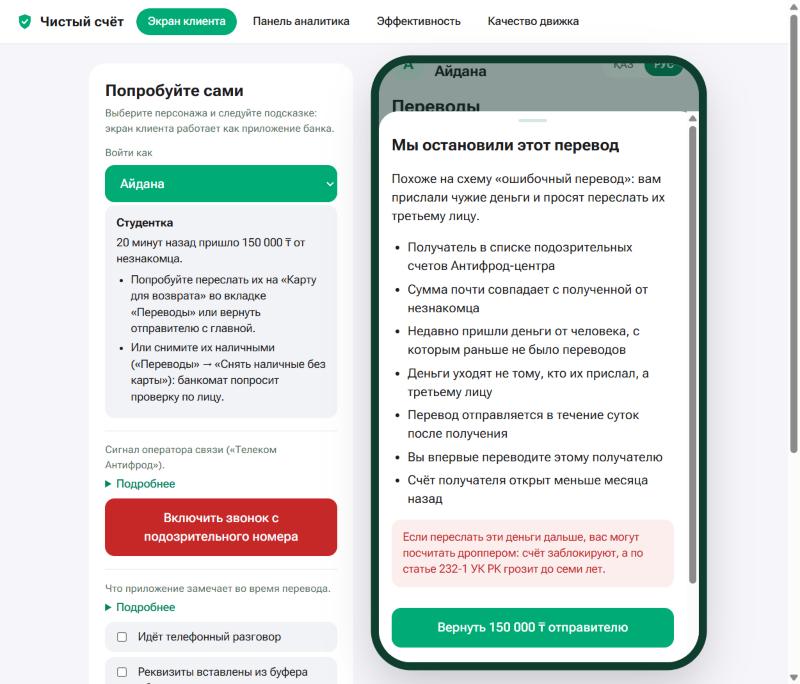 Чистый счёт
Экран клиента
Панель аналитика
Эффективность
Качество движка
Попробуйте сами
Выберите персонажа и следуйте подсказке:
экран клиента работает как приложение банка.
Войти как
Айдана
Студентка
20 минут назад пришло 150 000 ₸ от
незнакомца.
• Попробуйте переслать их на «Карту
для возврата» во вкладке
«Переводы» или вернуть
отправителю с главной.
• Или снимите их наличными
(«Переводы» → «Снять наличные без
карты»): банкомат попросит
проверку по лицу.
Сигнал оператора связи («Телеком
Антифрод»).
▶ Подробнее
Включить звонок с
подозрительного номера
Что приложение замечает во время перевода.
▶ Подробнее
Идёт телефонный разговор
Реквизиты вставлены из буфера
А
Айдана
ҚАЗ
РУС
Переводы
Мы остановили этот перевод
Похоже на схему «ошибочный перевод»: вам
прислали чужие деньги и просят переслать их
третьему лицу.
• Получатель в списке подозрительных
счетов Антифрод-центра
• Сумма почти совпадает с полученной от
незнакомца
• Недавно пришли деньги от человека, с
которым раньше не было переводов
• Деньги уходят не тому, кто их прислал, а
третьему лицу
• Перевод отправляется в течение суток
после получения
• Вы впервые переводите этому получателю
• Счёт получателя открыт меньше месяца
назад
Если переслать эти деньги дальше, вас могут
посчитать дроппером: счёт заблокируют, а по
статье 232-1 УК РК грозит до семи лет.
Вернуть 150 000 ₸ отправителю